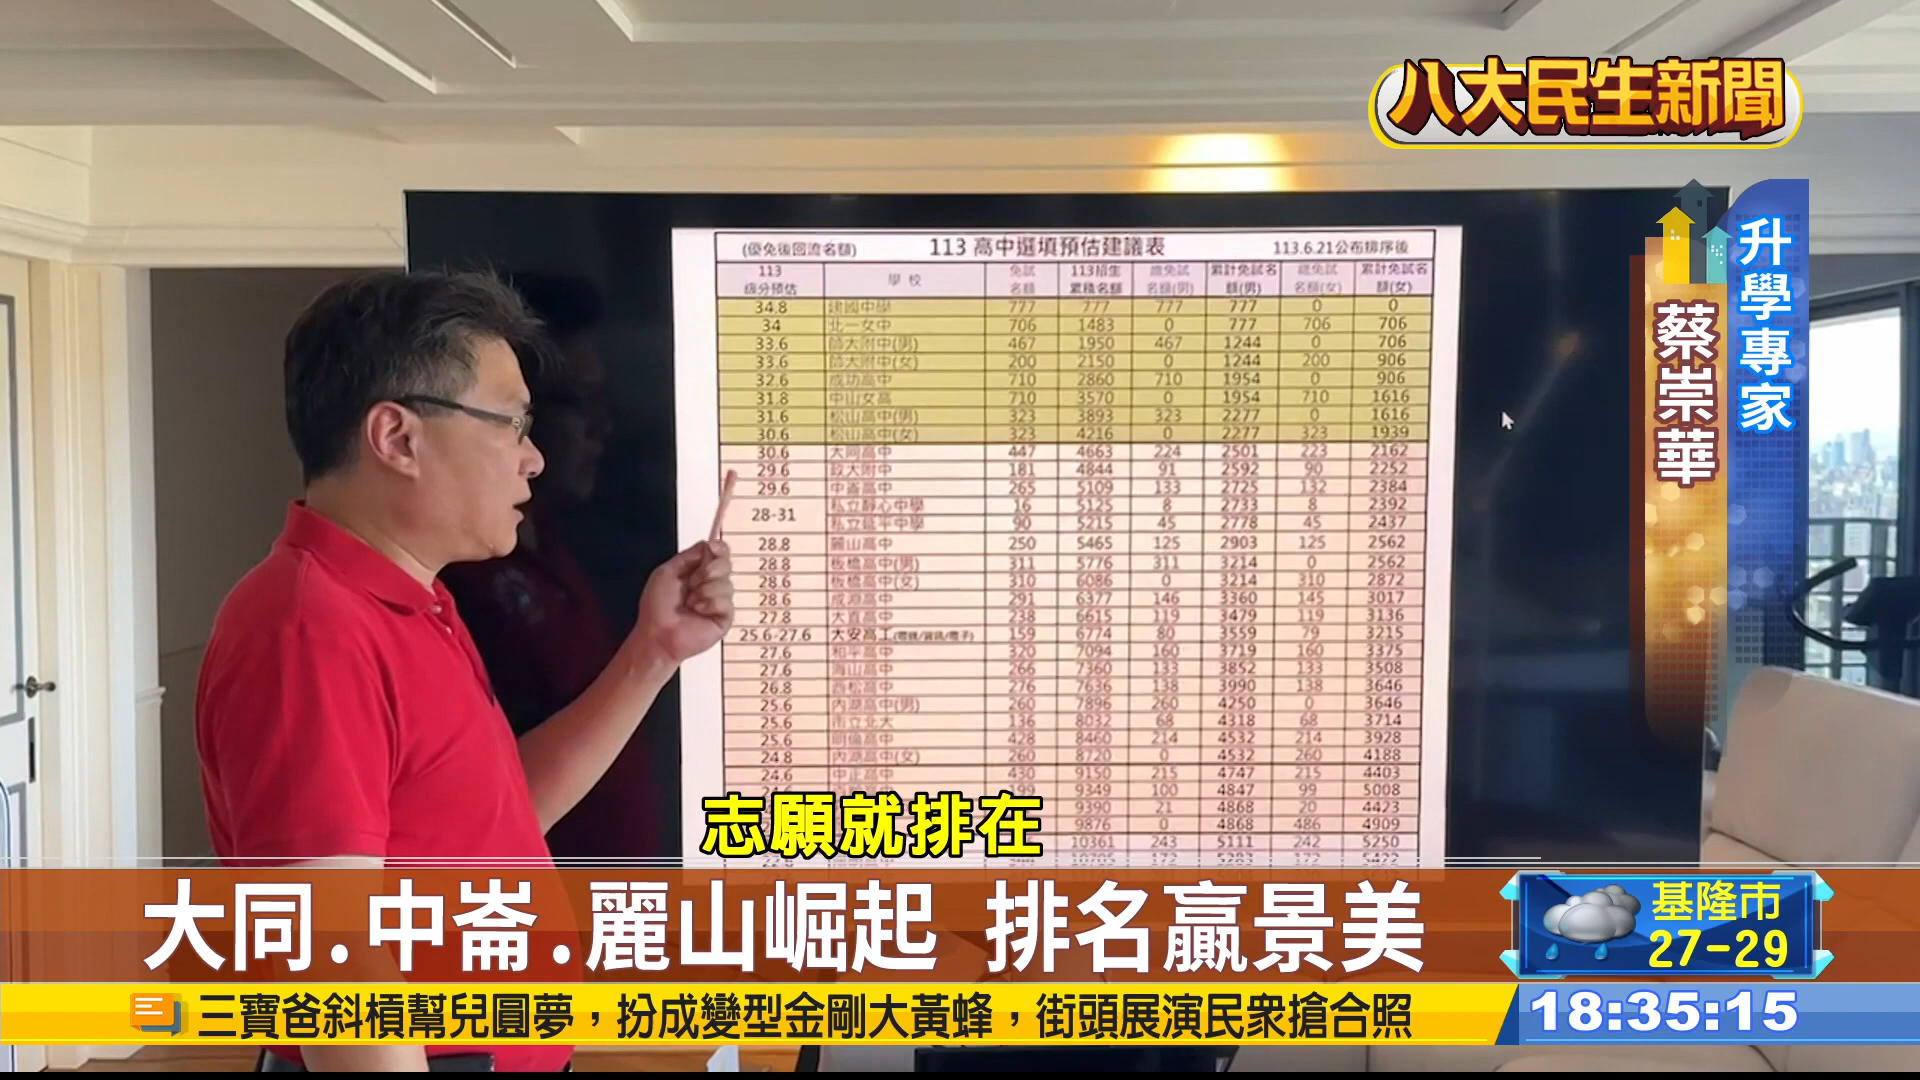 八大民生新聞
升學專家
蔡崇華
(優免後回流名額) 113 高中選填預估建議表 113.6.21公布排序後
113級分預估 學校 免試名額 113招生累積名額 總免試名額(男) 累計免試名額(男) 總免試名額(女) 累計免試名額(女)
34.8 建國中學 777 777 777 777 0 0
34 北一女中 706 1483 0 777 706 706
33.6 師大附中(男) 467 1950 467 1244 0 706
33.6 師大附中(女) 200 2150 0 1244 200 906
32.6 成功高中 710 2860 710 1954 0 906
31.8 中山女高 710 3570 0 1954 710 1616
31.6 松山高中(男) 323 3893 323 2277 0 1616
30.6 松山高中(女) 323 4216 0 2277 323 1939
30.6 大同高中 447 4663 224 2501 223 2162
29.6 政大附中 181 4844 91 2592 90 2252
29.6 中崙高中 265 5109 133 2725 132 2384
28-31 私立靜心中學 16 5125 8 2733 8 2392
私立延平中學 90 5215 45 2778 45 2437
28.8 麗山高中 250 5465 125 2903 125 2562
28.8 板橋高中(男) 311 5776 311 3214 0 2562
28.6 板橋高中(女) 310 6086 0 3214 310 2872
28.6 成淵高中 291 6377 146 3360 145 3017
27.8 大直高中 238 6615 119 3479 119 3136
25.6-27.6 大安高工(電機/資訊/電子) 159 6774 80 3559 79 3215
27.6 和平高中 320 7094 160 3719 160 3375
27.6 海山高中 266 7360 133 3852 133 3508
26.8 西松高中 276 7636 138 3990 138 3646
25.6 內湖高中(男) 260 7896 260 4250 0 3646
25.6 市立北大 136 8032 68 4318 68 3714
25.6 明倫高中 428 8460 214 4532 214 3928
24.8 內湖高中(女) 260 8720 0 4532 260 4188
24.6 中正高中 430 9150 215 4747 215 4403
199 9349 100 4847 99 5008
9390 21 4868 20 4423
9876 0 4868 486 4909
10361 243 5111 242 5250
志願就排在
大同.中崙.麗山崛起 排名贏景美
基隆市
27-29
三寶爸斜槓幫兒圓夢，扮成變型金剛大黃蜂，街頭展演民眾搶合照
18:35:15